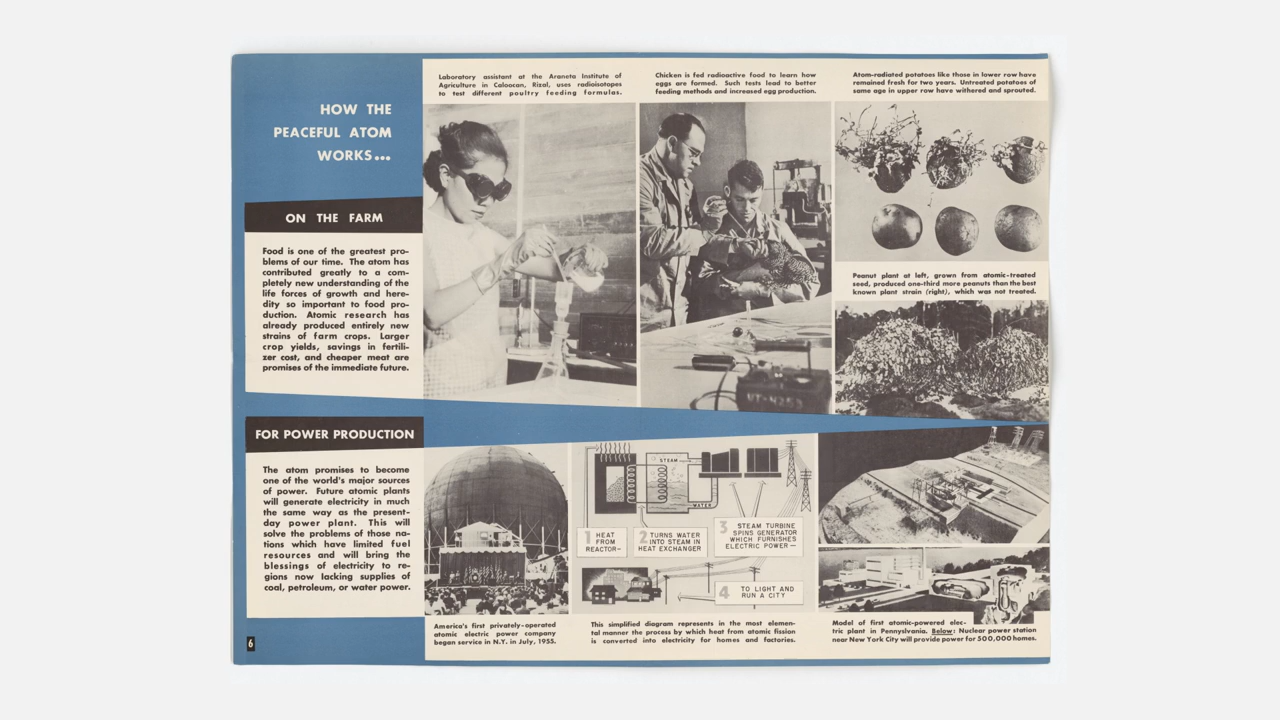 HOW THE
PEACEFUL ATOM
WORKS...
ON THE FARM
Food is one of the greatest pro-
blems of our time. The atom has
contributed greatly to a com-
pletely new understanding of the
life forces of growth and here-
dity so important to food pro-
duction. Atomic research has
already produced entirely new
strains of farm crops. Larger
crop yields, savings in fertili-
zer cost, and cheaper meat are
promises of the immediate future.
Laboratory assistant at the Araneta Institute of
Agriculture in Caloocan, Rizal, uses radioisotopes
to test different poultry feeding formulas.
Chicken is fed radioactive food to learn how
eggs are formed. Such tests lead to better
feeding methods and increased egg production.
Atom-radiated potatoes like those in lower row have
remained fresh for two years. Untreated potatoes of
same age in upper row have withered and sprouted.
Peanut plant at left, grown from atomic-treated
seed, produced one-third more peanuts than the best
known plant strain (right), which was not treated.
UT-4253
FOR POWER PRODUCTION
The atom promises to become
one of the world's major sources
of power. Future atomic plants
will generate electricity in much
the same way as the present-
day power plant. This will
solve the problems of those na-
tions which have limited fuel
resources and will bring the
blessings of electricity to re-
gions now lacking supplies of
coal, petroleum, or water power.
STEAM
WATER
1 HEAT
FROM
REACTOR—
2 TURNS WATER
INTO STEAM IN
HEAT EXCHANGER
3 STEAM TURBINE
SPINS GENERATOR
WHICH FURNISHES
ELECTRIC POWER—
4 TO LIGHT AND
RUN A CITY
America's first privately-operated
atomic electric power company
began service in N.Y. in July, 1955.
This simplified diagram represents in the most elemen-
tal manner the process by which heat from atomic fission
is converted into electricity for homes and factories.
Model of first atomic-powered elec-
tric plant in Pennyslvania. Below: Nuclear power station
near New York City will provide power for 500,000 homes.
6